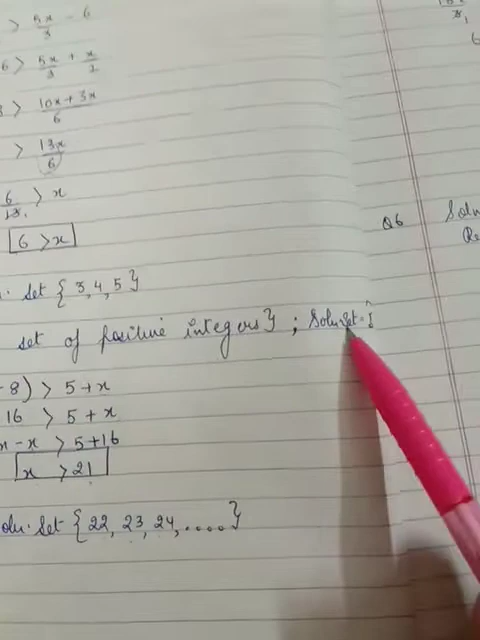 > 5x/3 - 6
6 > 5x/3 + x/2
> 10x + 3x / 6
> 13x/6
6/13 > x
6 > x
Set { 3, 4, 5 }
set of positive integers } ; Soln Set = {
- 8) > 5 + x
16 > 5 + x
x - x > 5 + 16
x > 21
Set { 22, 23, 24, .... }
Q6